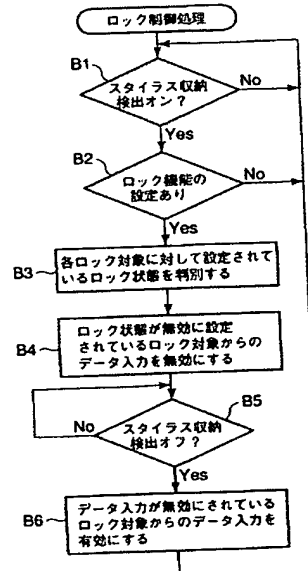 ロック制御処理
B1
スタイラス収納
検出オン?
No
Yes
B2
ロック機能の
設定あり
No
Yes
B3
各ロック対象に対して設定されて
いるロック状態を判別する
B4
ロック状態が無効に設定
されているロック対象からの
データ入力を無効にする
B5
スタイラス収納
検出オフ?
No
Yes
B6
データ入力が無効にされている
ロック対象からのデータ入力を
有効にする